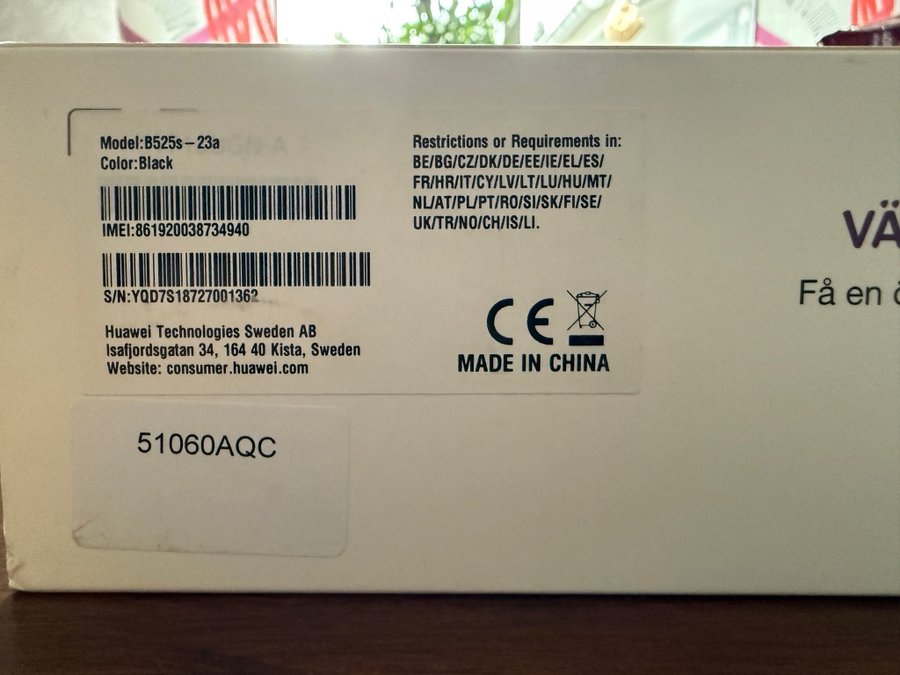 Model:B525s-23a
Color:Black
IMEI:861920038734940
S/N:YQD7S18727001362
Huawei Technologies Sweden AB
Isafjordsgatan 34, 164 40 Kista, Sweden
Website: consumer.huawei.com
Restrictions or Requirements in:
BE/BG/CZ/DK/DE/EE/IE/EL/ES/
FR/HR/IT/CY/LV/LT/LU/HU/MT/
NL/AT/PL/PT/RO/SI/SK/FI/SE/
UK/TR/NO/CH/IS/LI.
CE
MADE IN CHINA
51060AQC
VÄ
Få en